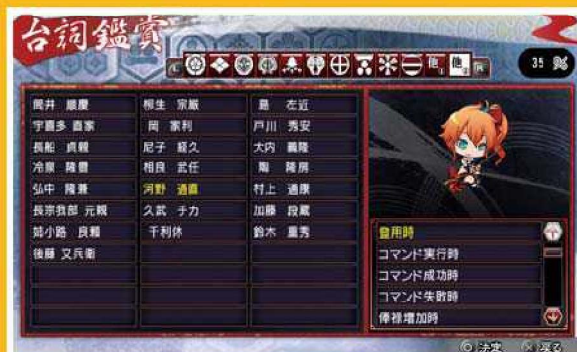 台詞鑑賞
他 他
35
筒井 順慶 柳生 宗厳 島 左近
宇喜多 直家 岡 家利 戸川 秀安
長船 貞親 尼子 経久 大内 義隆
冷泉 隆豊 相良 武任 陶 隆房
弘中 隆兼 河野 通直 村上 通康
長宗我部 元親 久武 チカ 加藤 段蔵
姉小路 良頼 千利休 鈴木 重秀
後藤 又兵衛
登用時
コマンド実行時
コマンド成功時
コマンド失敗時
俸禄増加時
決定 戻る